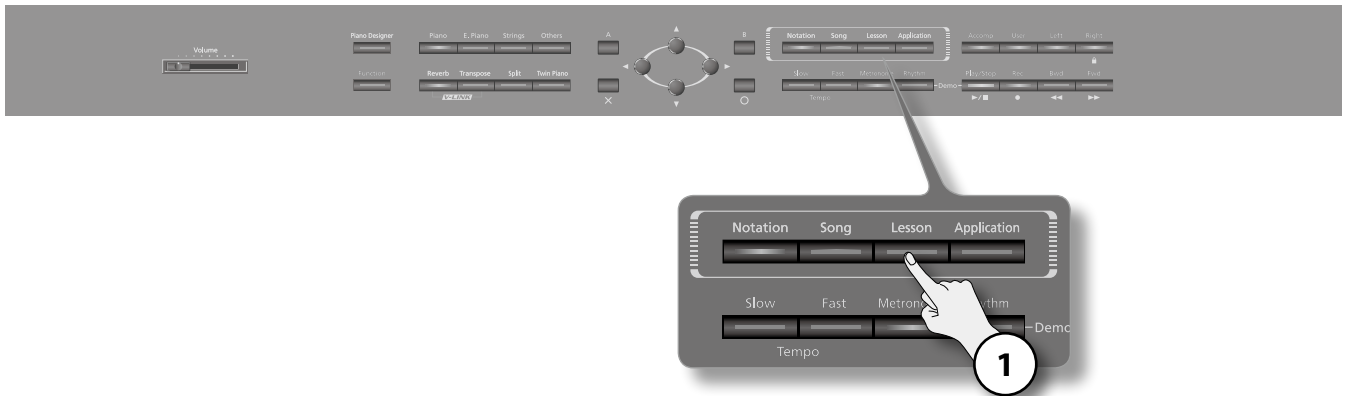 Volume
Piano Designer
Piano E. Piano Strings Others
A
B
Notation Song Lesson Application
Accomp User Left Right
Function
Reverb Transpose Split Twin Piano
V-LINK
Slow Fast Metronome Rhythm
Demo
Play/Stop Rec Bwd Fwd
Tempo
Notation Song Lesson Application
Slow Fast Metronome Rhythm
Demo
Tempo
1